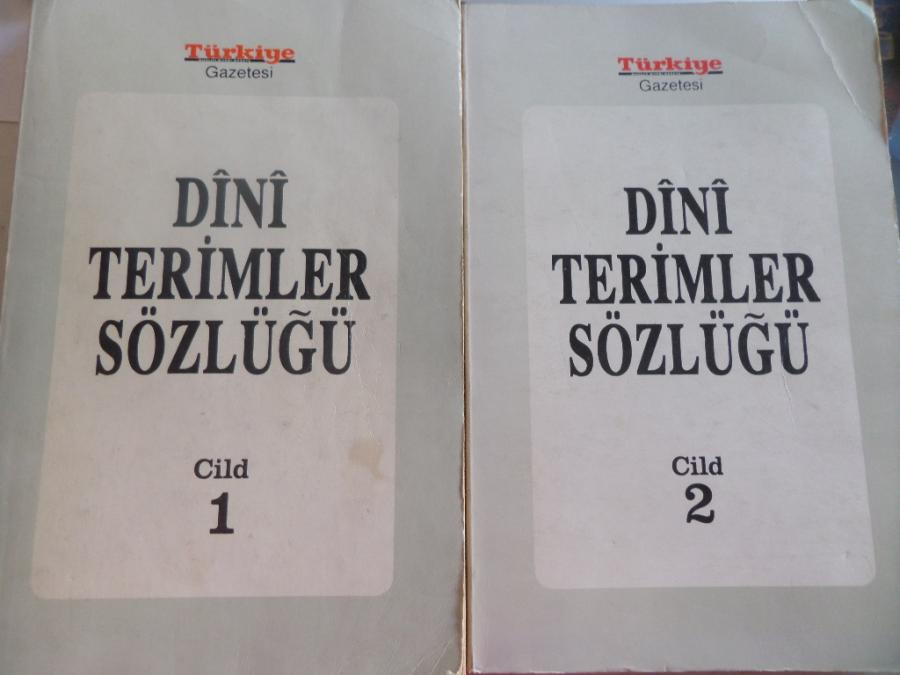 Türkiye
Gazetesi
DÎNÎ
TERİMLER
SÖZLÜĞÜ
Cild
1
Türkiye
Gazetesi
DÎNÎ
TERİMLER
SÖZLÜĞÜ
Cild
2